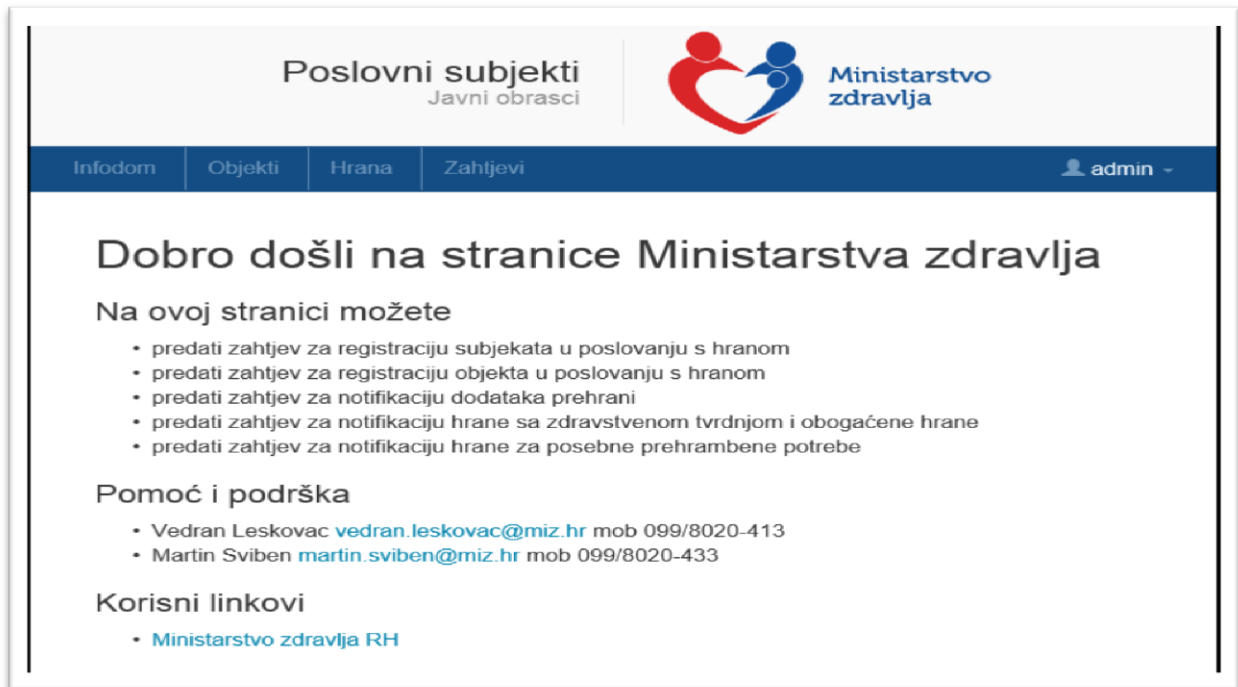 Poslovni subjekti
Javni obrasci
Ministarstvo
zdravlja
Infodom Objekti Hrana Zahtjevi admin
Dobro došli na stranice Ministarstva zdravlja
Na ovoj stranici možete
• predati zahtjev za registraciju subjekata u poslovanju s hranom
• predati zahtjev za registraciju objekta u poslovanju s hranom
• predati zahtjev za notifikaciju dodataka prehrani
• predati zahtjev za notifikaciju hrane sa zdravstvenom tvrdnjom i obogaćene hrane
• predati zahtjev za notifikaciju hrane za posebne prehrambene potrebe
Pomoć i podrška
• Vedran Leskovac vedran.leskovac@miz.hr mob 099/8020-413
• Martin Sviben martin.sviben@miz.hr mob 099/8020-433
Korisni linkovi
• Ministarstvo zdravlja RH